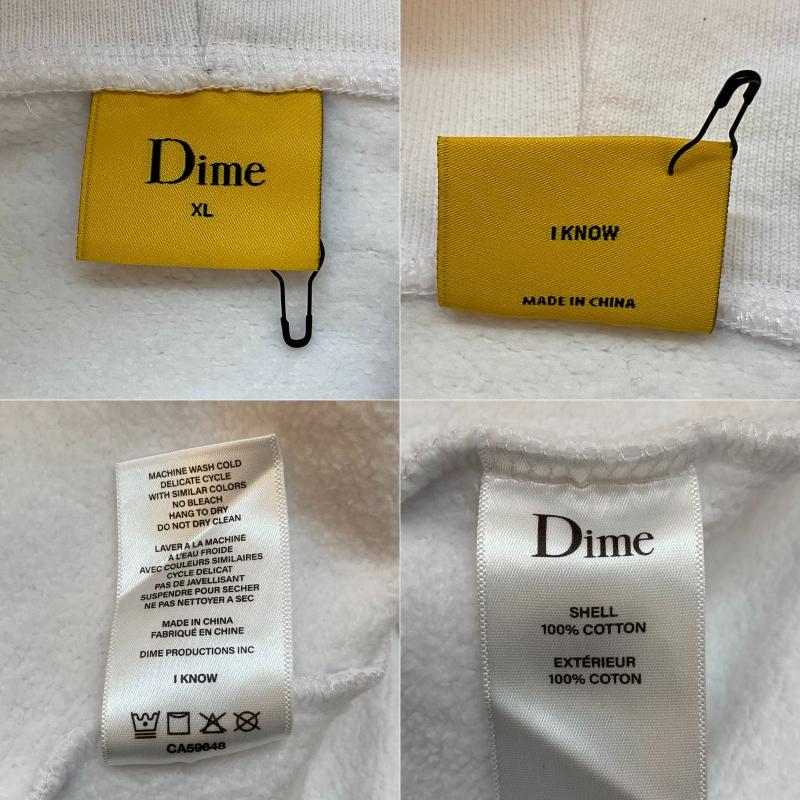 Dime
XL
I KNOW
MADE IN CHINA
MACHINE WASH COLD
DELICATE CYCLE
WITH SIMILAR COLORS
NO BLEACH
HANG TO DRY
DO NOT DRY CLEAN
LAVER A LA MACHINE
A L'EAU FROIDE
AVEC COULEURS SIMILAIRES
CYCLE DELICAT
PAS DE JAVELLISANT
SUSPENDRE POUR SECHER
NE PAS NETTOYER A SEC
MADE IN CHINA
FABRIQUÉ EN CHINE
DIME PRODUCTIONS INC
I KNOW
CA59648
Dime
SHELL
100% COTTON
EXTÉRIEUR
100% COTON